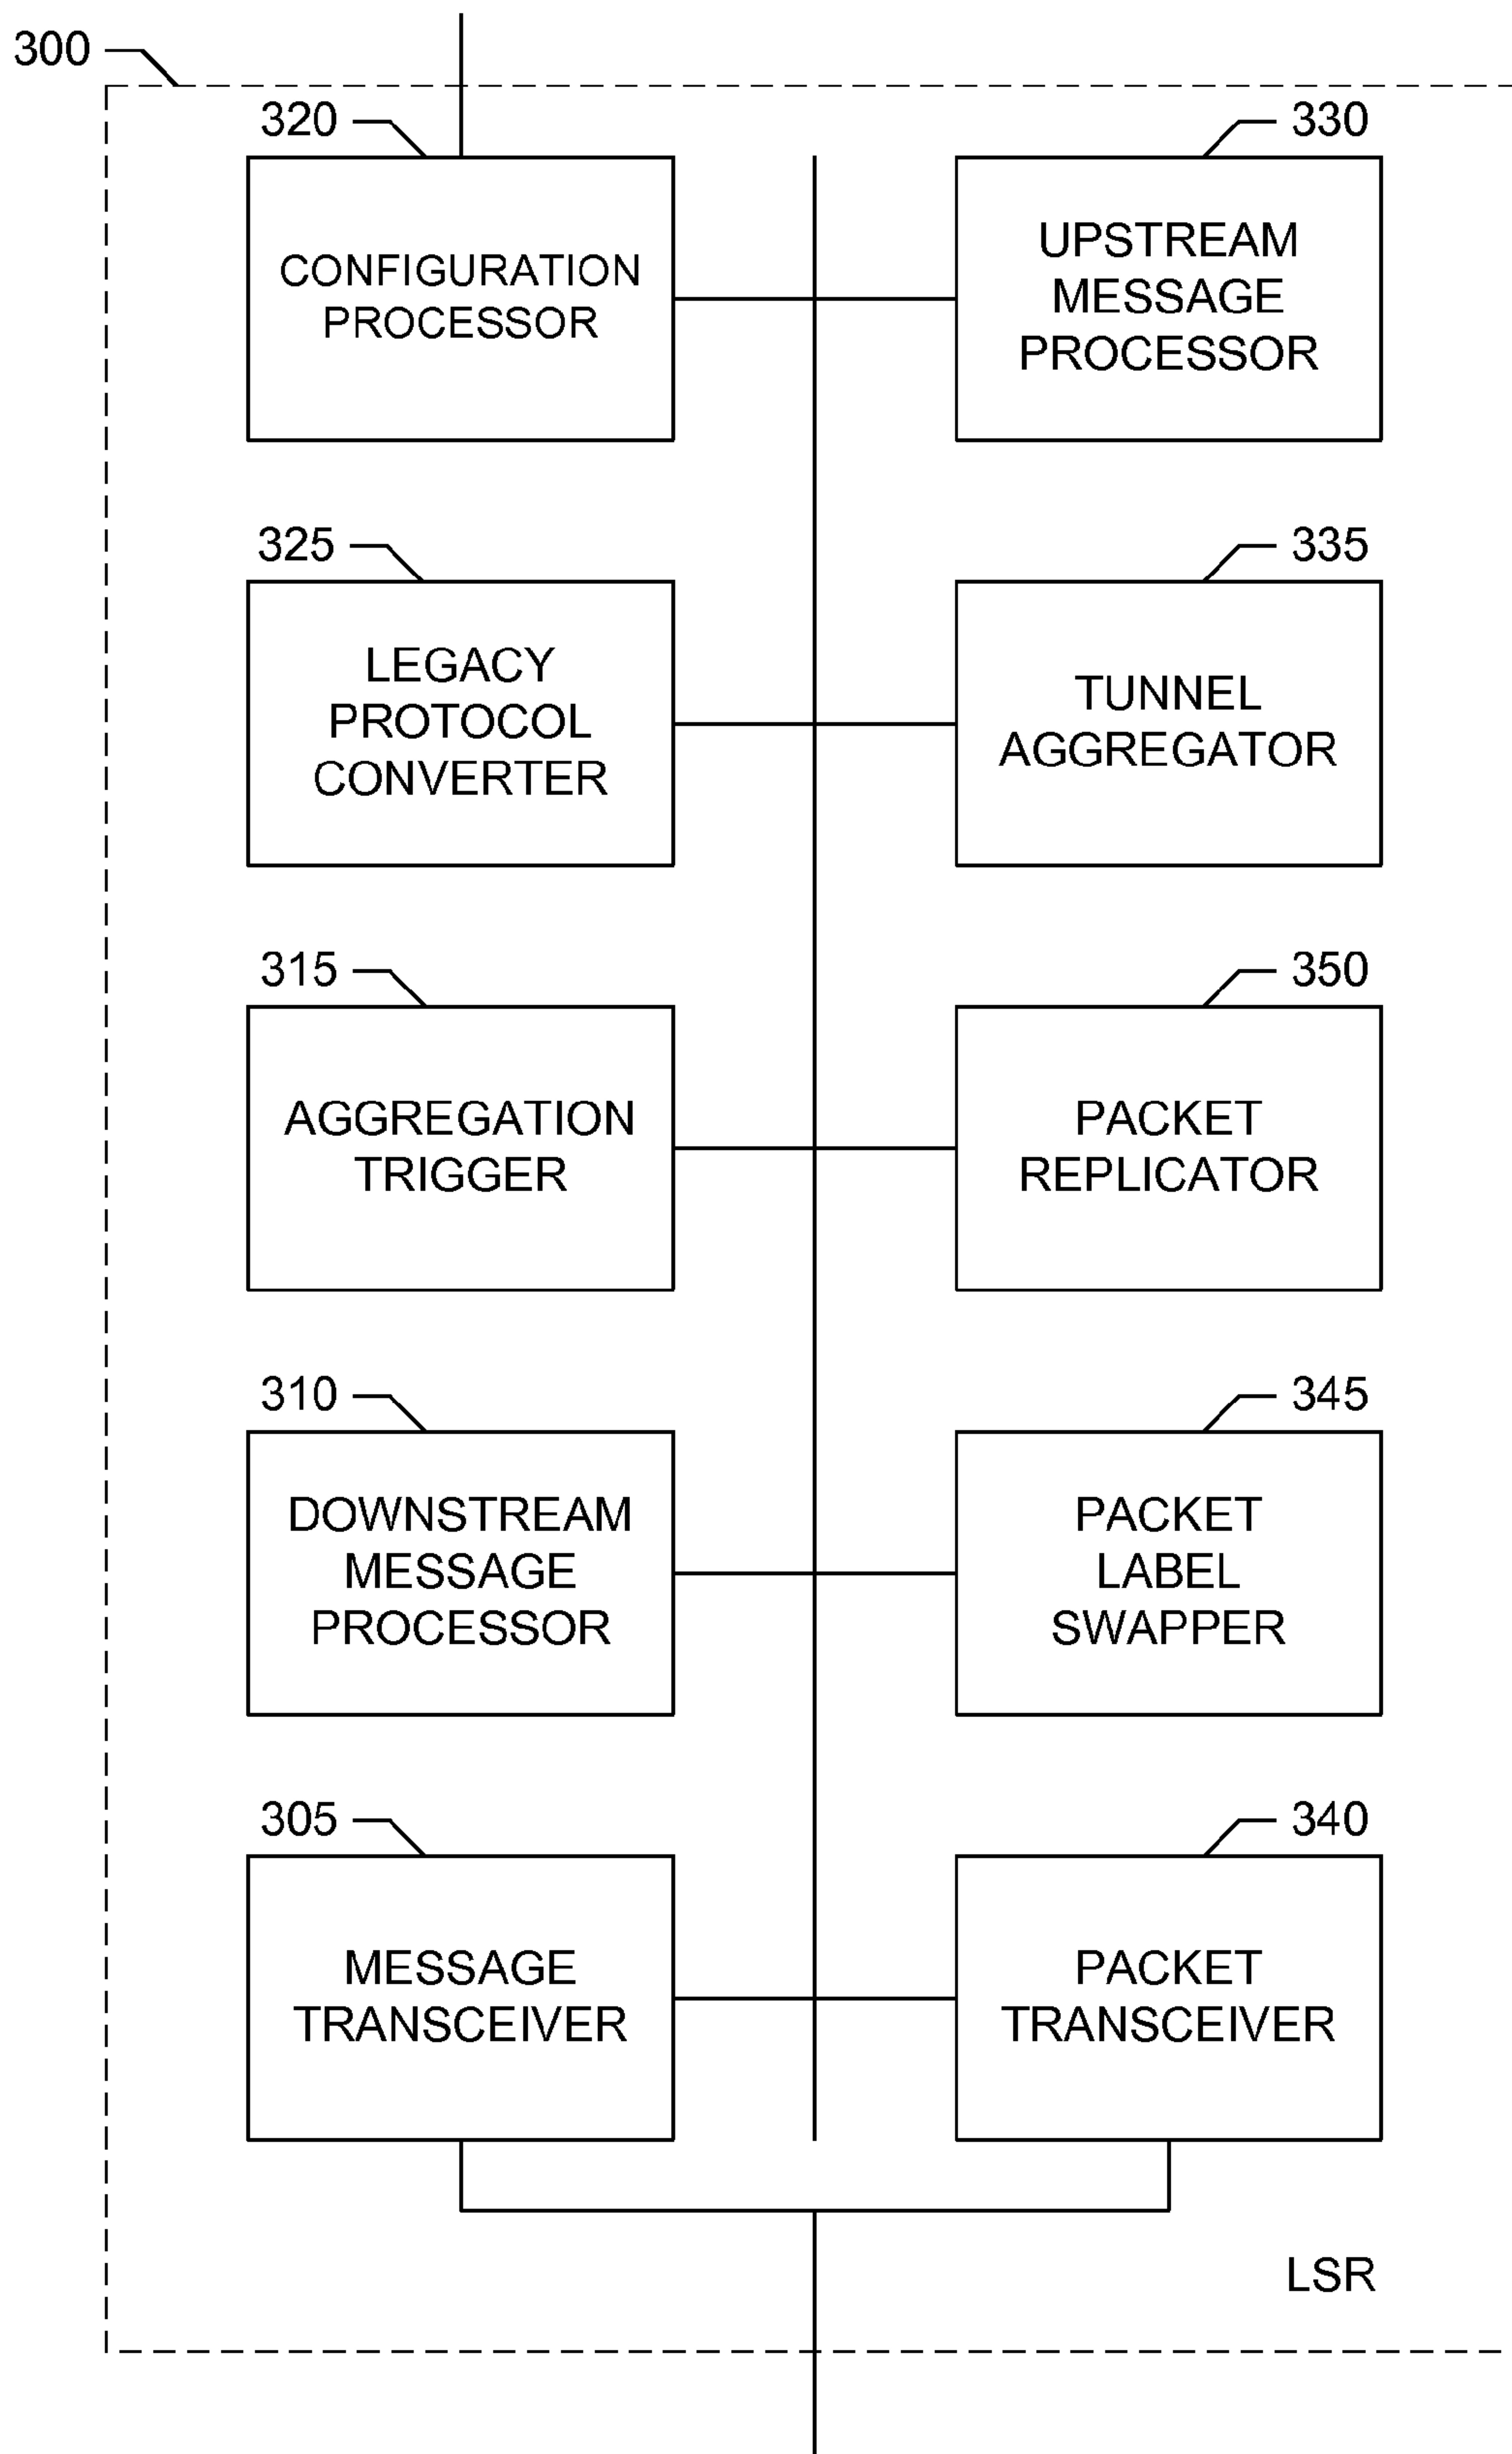 300
320
330
CONFIGURATION
PROCESSOR
UPSTREAM
MESSAGE
PROCESSOR
325
335
LEGACY
PROTOCOL
CONVERTER
TUNNEL
AGGREGATOR
315
350
AGGREGATION
TRIGGER
PACKET
REPLICATOR
310
345
DOWNSTREAM
MESSAGE
PROCESSOR
PACKET
LABEL
SWAPPER
305
340
MESSAGE
TRANSCEIVER
PACKET
TRANSCEIVER
LSR